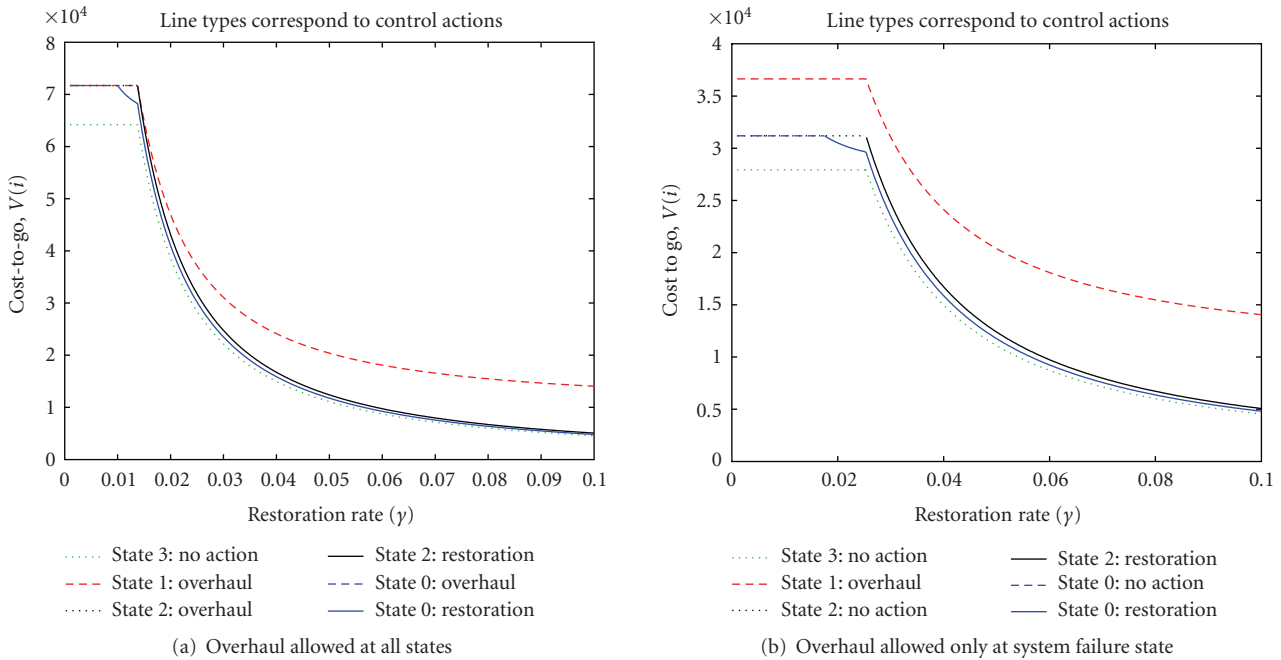 Line types correspond to control actions
×10⁴
8
7
6
5
4
3
2
1
0
Cost-to-go, V(i)
0 0.01 0.02 0.03 0.04 0.05 0.06 0.07 0.08 0.09 0.1
Restoration rate (γ)
State 3: no action
State 1: overhaul
State 2: overhaul
State 2: restoration
State 0: overhaul
State 0: restoration
(a) Overhaul allowed at all states
Line types correspond to control actions
×10⁴
4
3.5
3
2.5
2
1.5
1
0.5
0
Cost to go, V(i)
0 0.02 0.04 0.06 0.08 0.1
Restoration rate (γ)
State 3: no action
State 1: overhaul
State 2: no action
State 2: restoration
State 0: no action
State 0: restoration
(b) Overhaul allowed only at system failure state